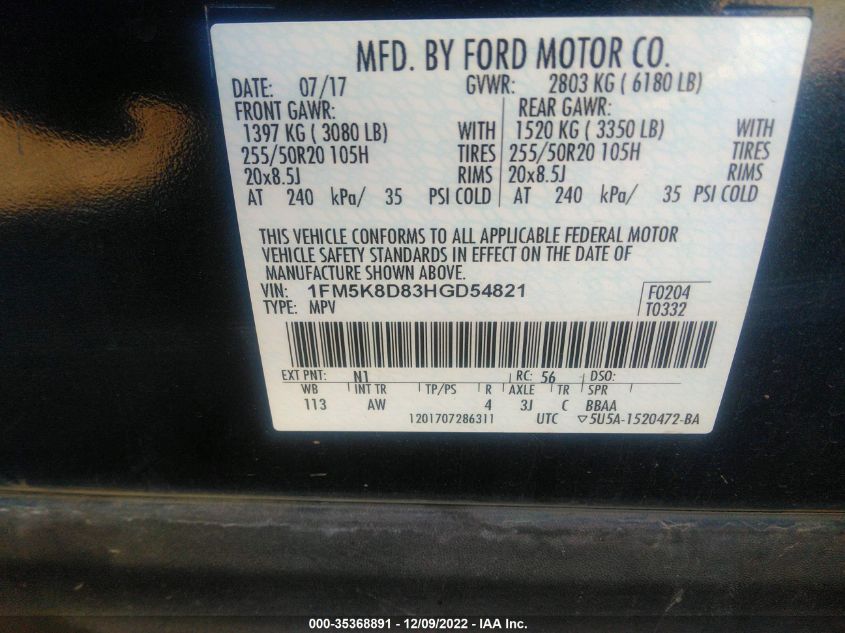 MFD. BY FORD MOTOR CO.
DATE: 07/17 GVWR: 2803 KG ( 6180 LB)
FRONT GAWR: REAR GAWR:
1397 KG ( 3080 LB) WITH 1520 KG ( 3350 LB) WITH
255/50R20 105H TIRES 255/50R20 105H TIRES
20x8.5J RIMS 20x8.5J RIMS
AT 240 kPa/ 35 PSI COLD AT 240 kPa/ 35 PSI COLD
THIS VEHICLE CONFORMS TO ALL APPLICABLE FEDERAL MOTOR
VEHICLE SAFETY STANDARDS IN EFFECT ON THE DATE OF
MANUFACTURE SHOWN ABOVE.
VIN: 1FM5K8D83HGD54821 F0204
TYPE: MPV T0332
EXT PNT: N1 RC: 56 DSO:
WB INT TR TP/PS R AXLE TR SPR
113 AW 4 3J C BBAA
1201707286311 UTC ▽5U5A-1520472-BA
000-35368891 - 12/09/2022 - IAA Inc.